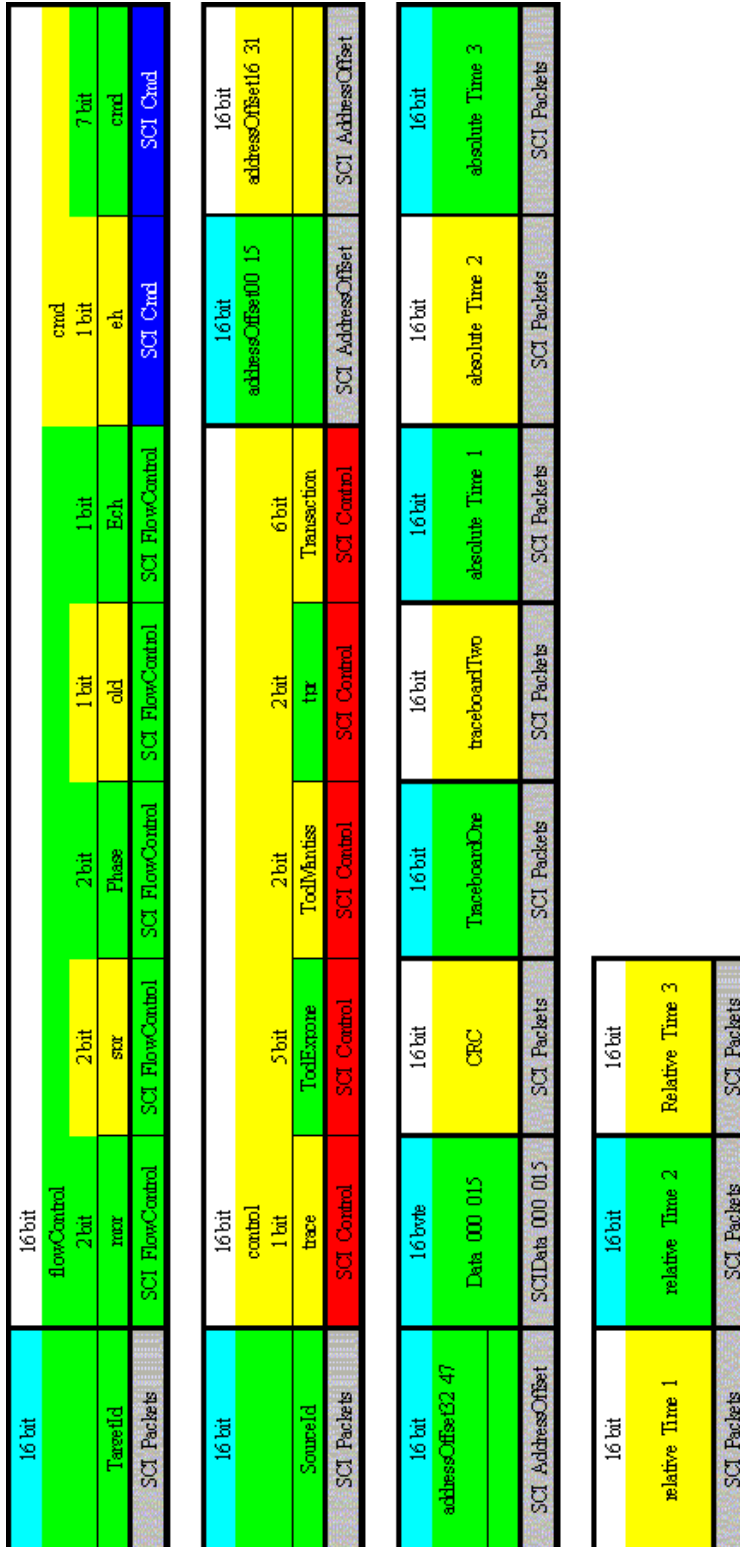 16 bit 16 bit
flowControl cmd
2 bit 2 bit 2 bit 1 bit 1 bit 1 bit 7 bit
TargetId mor spr Phase old Ech eh cmd
SCI Packets SCI FlowControl SCI FlowControl SCI FlowControl SCI FlowControl SCI FlowControl SCI Cmd SCI Cmd
16 bit 16 bit 16 bit 16 bit
control addressOffset00 15 addressOffset16 31
1 bit 5 bit 2 bit 2 bit 6 bit
SourceId trace TodExpone TodMantiss tpr Transaction
SCI Packets SCI Control SCI Control SCI Control SCI Control SCI Control SCI AddressOffset SCI AddressOffset
16 bit 16 byte 16 bit 16 bit 16 bit 16 bit 16 bit 16 bit
addressOffset32 47 Data 000 015 CRC TraceboardOne traceboardTwo absolute Time 1 absolute Time 2 absolute Time 3
SCI AddressOffset SCIData 000 015 SCI Packets SCI Packets SCI Packets SCI Packets SCI Packets SCI Packets
16 bit 16 bit 16 bit
relative Time 1 relative Time 2 Relative Time 3
SCI Packets SCI Packets SCI Packets